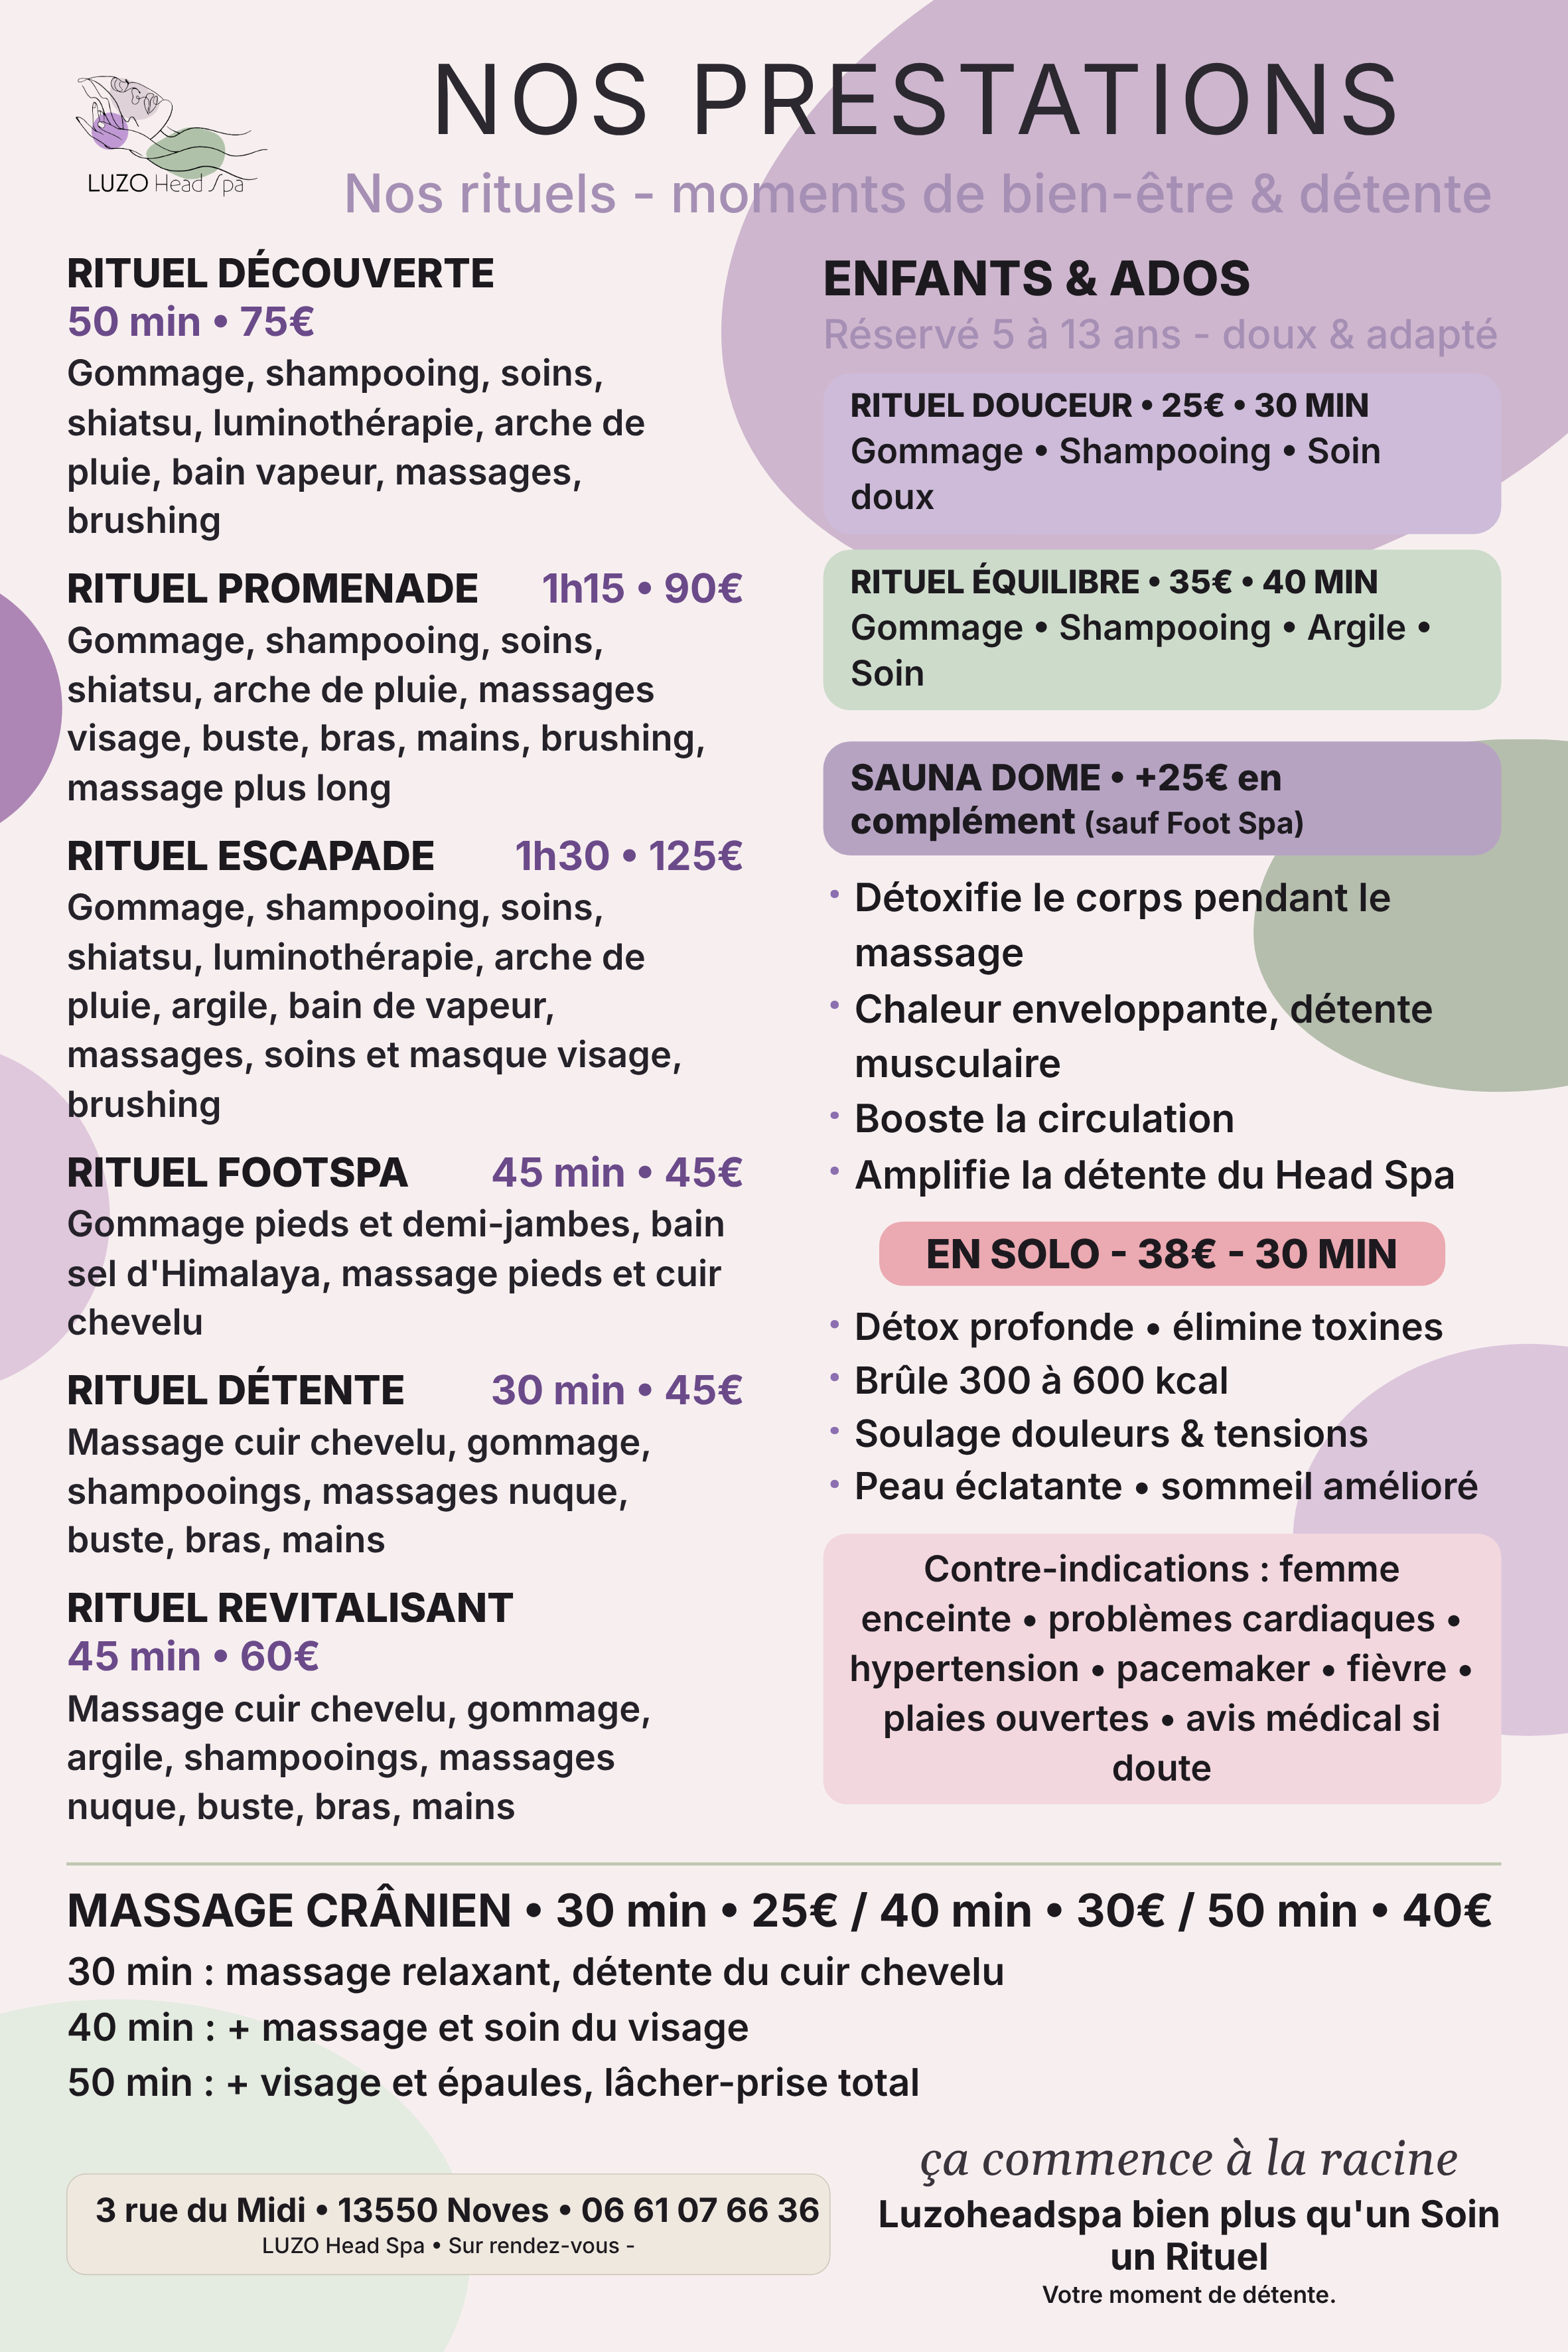 LUZO Head Spa
NOS PRESTATIONS
Nos rituels - moments de bien-être & détente
RITUEL DÉCOUVERTE
50 min • 75€
Gommage, shampooing, soins,
shiatsu, luminothérapie, arche de
pluie, bain vapeur, massages,
brushing
RITUEL PROMENADE 1h15 • 90€
Gommage, shampooing, soins,
shiatsu, arche de pluie, massages
visage, buste, bras, mains, brushing,
massage plus long
RITUEL ESCAPADE 1h30 • 125€
Gommage, shampooing, soins,
shiatsu, luminothérapie, arche de
pluie, argile, bain de vapeur,
massages, soins et masque visage,
brushing
RITUEL FOOTSPA 45 min • 45€
Gommage pieds et demi-jambes, bain
sel d'Himalaya, massage pieds et cuir
chevelu
RITUEL DÉTENTE 30 min • 45€
Massage cuir chevelu, gommage,
shampooings, massages nuque,
buste, bras, mains
RITUEL REVITALISANT
45 min • 60€
Massage cuir chevelu, gommage,
argile, shampooings, massages
nuque, buste, bras, mains
ENFANTS & ADOS
Réservé 5 à 13 ans - doux & adapté
RITUEL DOUCEUR • 25€ • 30 MIN
Gommage • Shampooing • Soin
doux
RITUEL ÉQUILIBRE • 35€ • 40 MIN
Gommage • Shampooing • Argile •
Soin
SAUNA DOME • +25€ en
complément (sauf Foot Spa)
• Détoxifie le corps pendant le
massage
• Chaleur enveloppante, détente
musculaire
• Booste la circulation
• Amplifie la détente du Head Spa
EN SOLO - 38€ - 30 MIN
• Détox profonde • élimine toxines
• Brûle 300 à 600 kcal
• Soulage douleurs & tensions
• Peau éclatante • sommeil amélioré
Contre-indications : femme
enceinte • problèmes cardiaques •
hypertension • pacemaker • fièvre •
plaies ouvertes • avis médical si
doute
MASSAGE CRÂNIEN • 30 min • 25€ / 40 min • 30€ / 50 min • 40€
30 min : massage relaxant, détente du cuir chevelu
40 min : + massage et soin du visage
50 min : + visage et épaules, lâcher-prise total
3 rue du Midi • 13550 Noves • 06 61 07 66 36
LUZO Head Spa • Sur rendez-vous -
ça commence à la racine
Luzoheadspa bien plus qu'un Soin
un Rituel
Votre moment de détente.